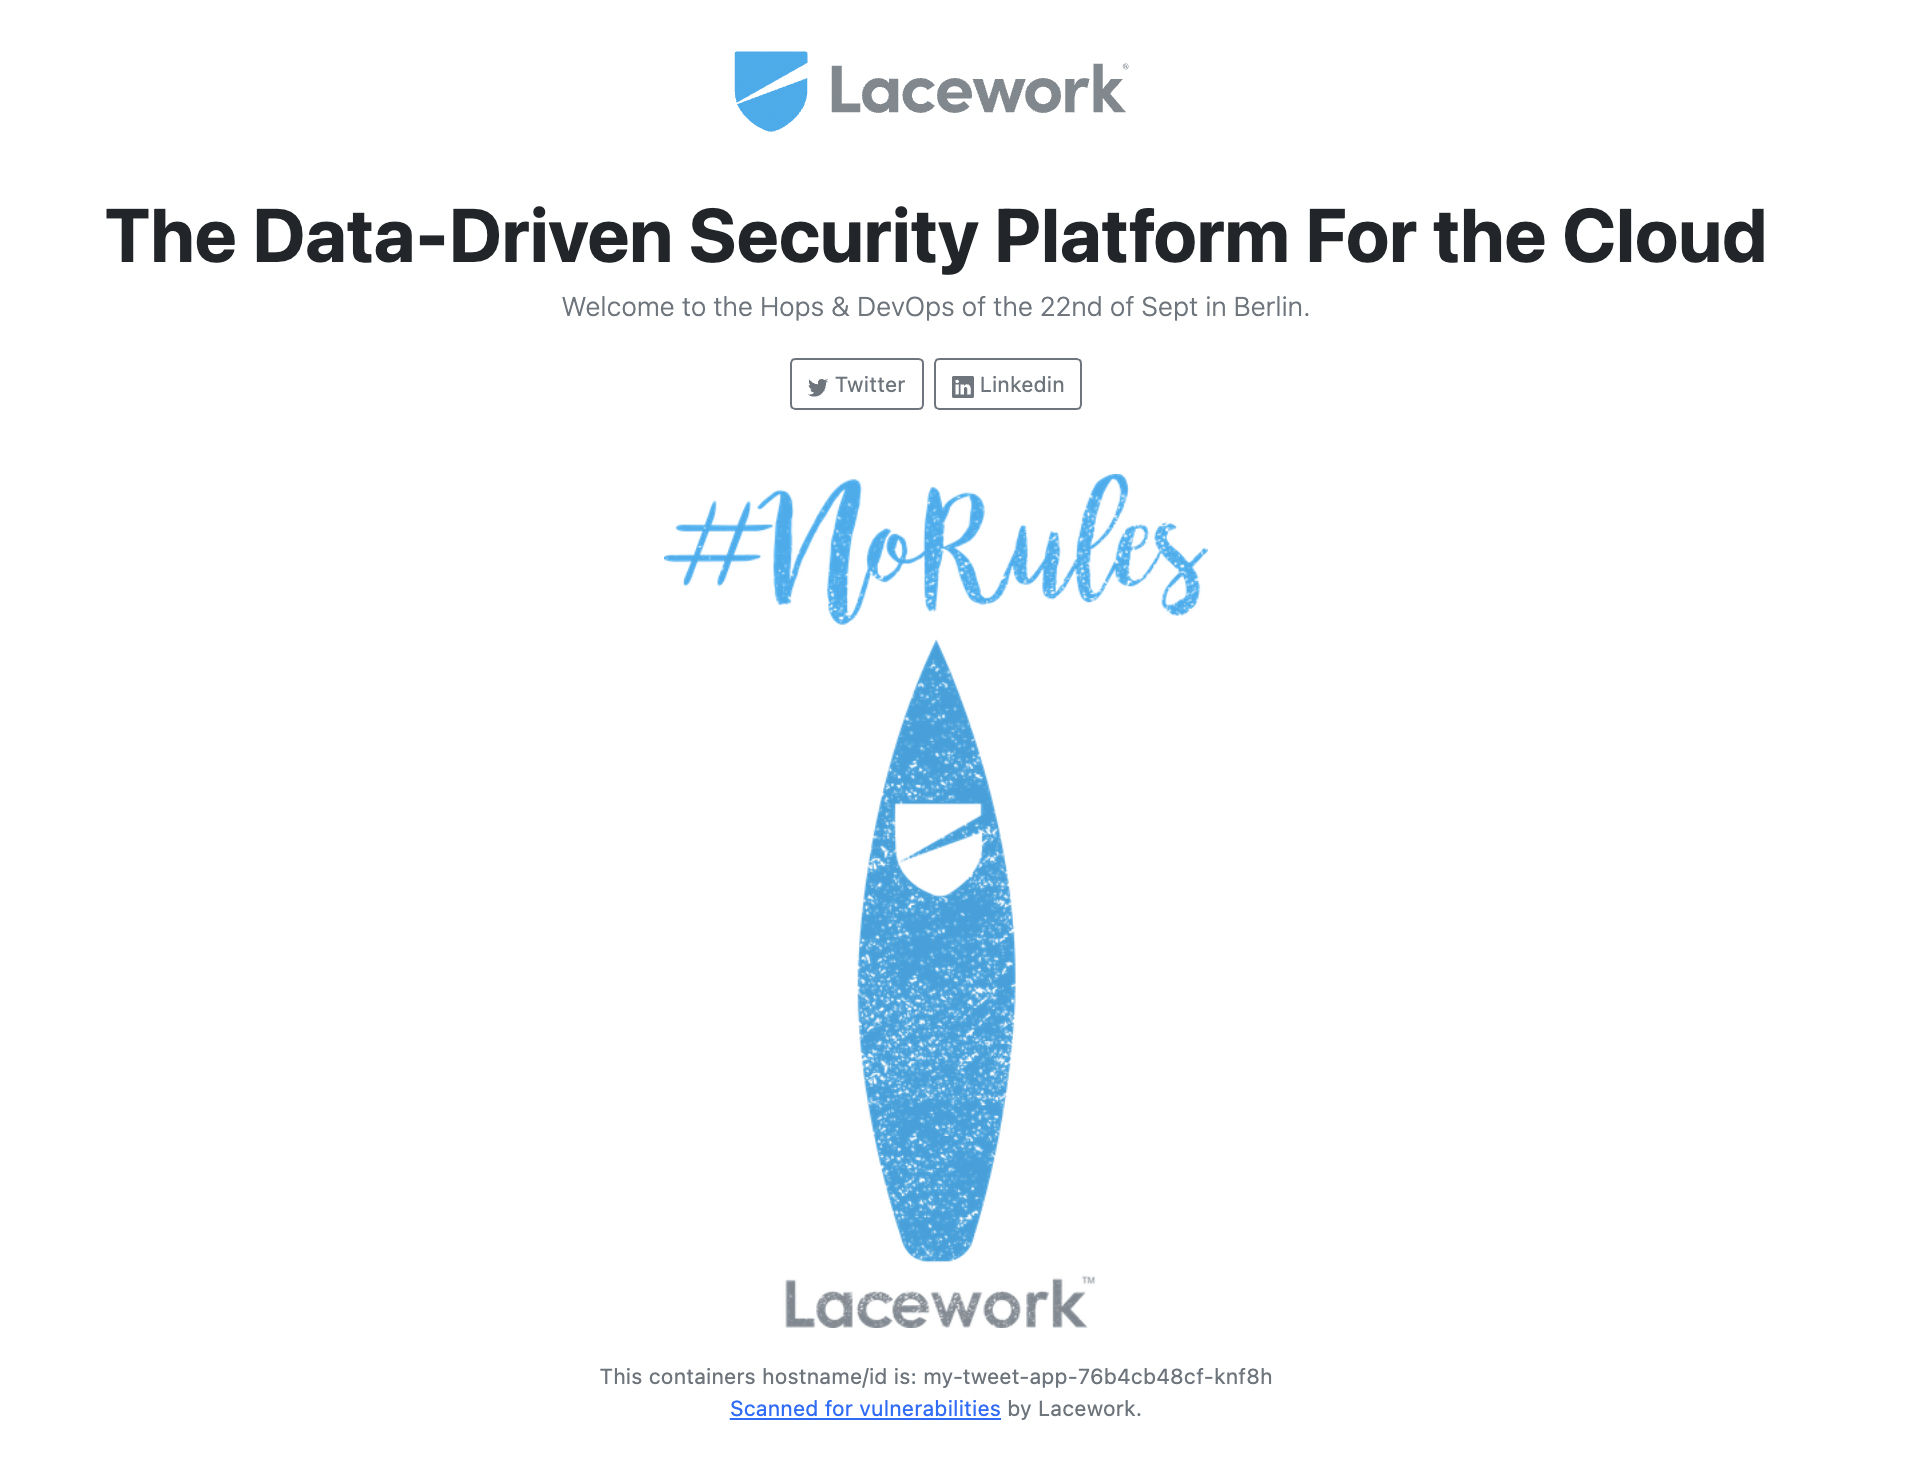 Lacework®
The Data-Driven Security Platform For the Cloud
Welcome to the Hops & DevOps of the 22nd of Sept in Berlin.
Twitter
Linkedin
#NoRules
Lacework™
This containers hostname/id is: my-tweet-app-76b4cb48cf-knf8h
Scanned for vulnerabilities by Lacework.